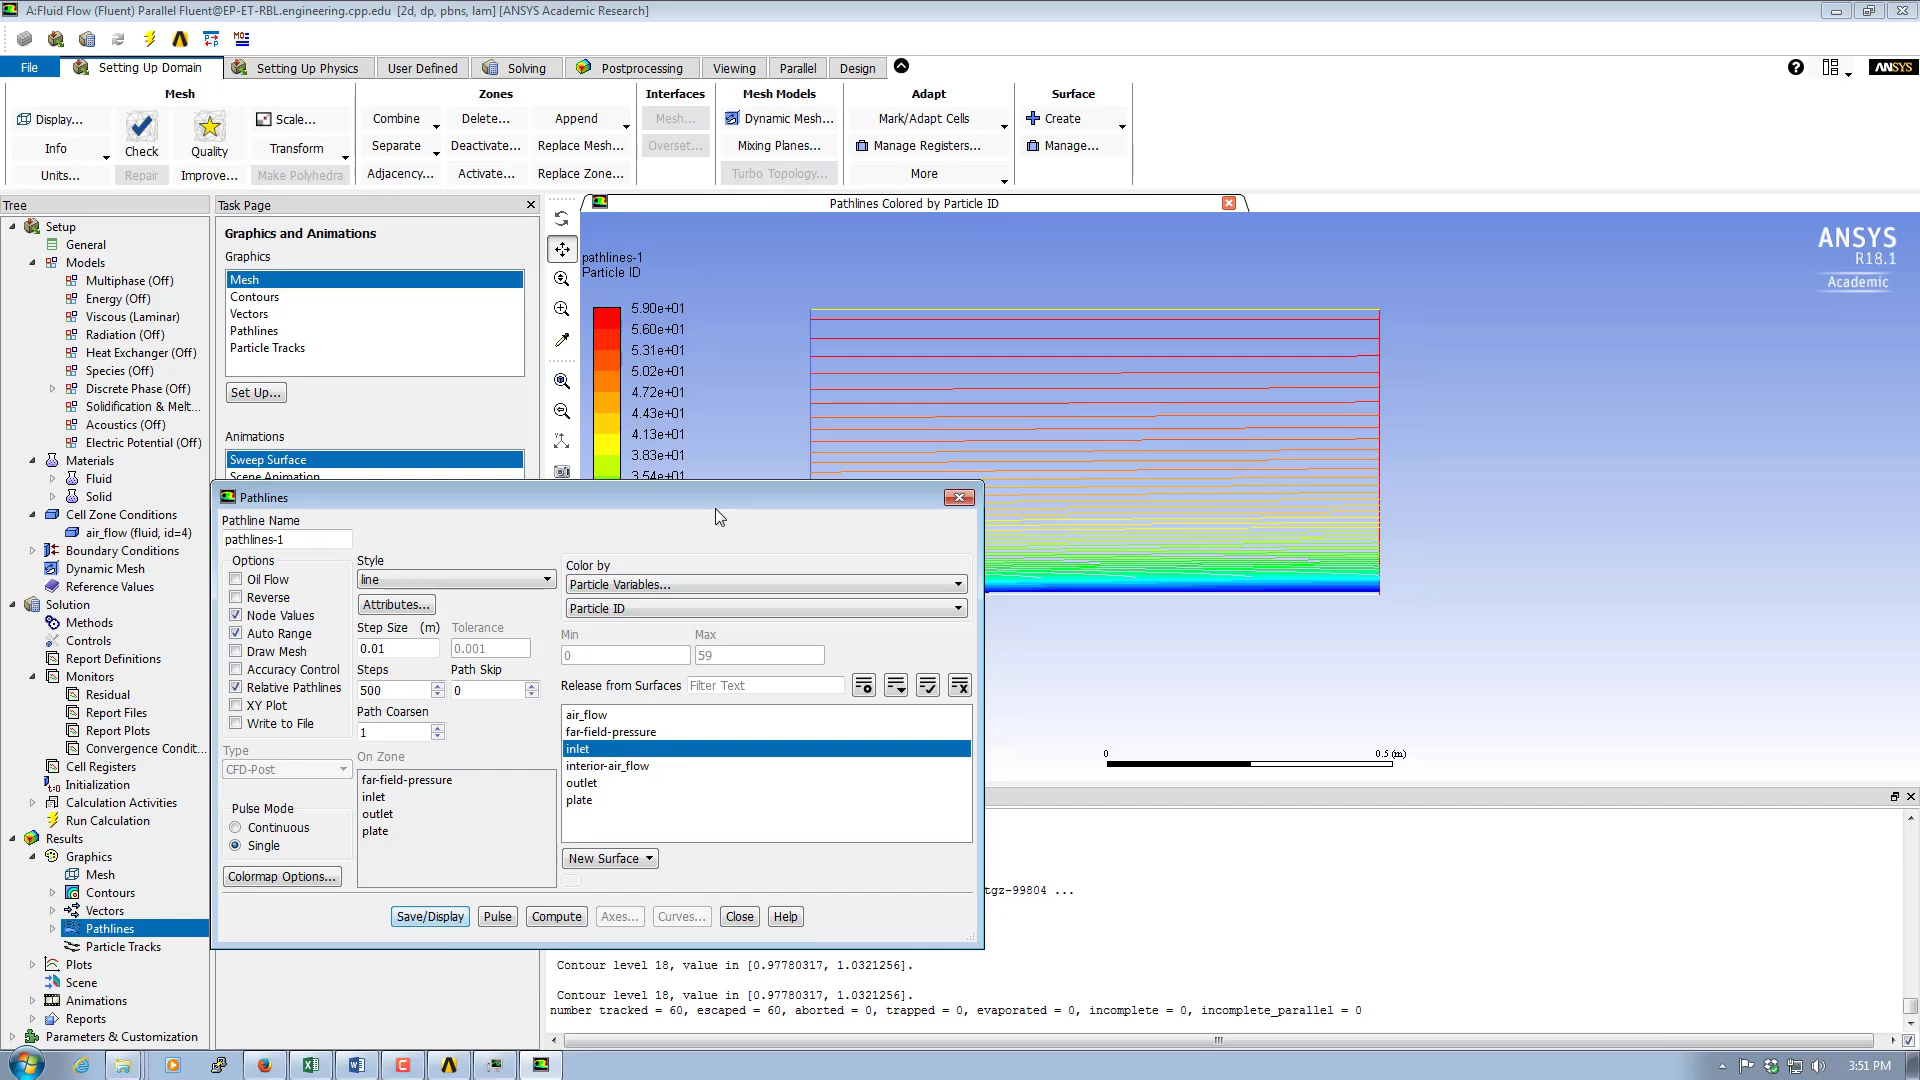 A:Fluid Flow (Fluent) Parallel Fluent@EP-ET-RBL.engineering.cpp.edu [2d, dp, pbns, lam] [ANSYS Academic Research]
File
Setting Up Domain
Setting Up Physics
User Defined
Solving
Postprocessing
Viewing
Parallel
Design
ANSYS
Mesh
Zones
Interfaces
Mesh Models
Adapt
Surface
Display...
Info
Units...
Check
Repair
Quality
Improve...
Scale...
Transform
Make Polyhedra
Combine
Separate
Adjacency...
Delete...
Deactivate...
Activate...
Append
Replace Mesh...
Replace Zone...
Mesh...
Overset...
Dynamic Mesh...
Mixing Planes...
Turbo Topology...
Mark/Adapt Cells
Manage Registers...
More
Create
Manage...
Tree
Setup
General
Models
Multiphase (Off)
Energy (Off)
Viscous (Laminar)
Radiation (Off)
Heat Exchanger (Off)
Species (Off)
Discrete Phase (Off)
Solidification & Melt...
Acoustics (Off)
Electric Potential (Off)
Materials
Fluid
Solid
Cell Zone Conditions
air_flow (fluid, id=4)
Boundary Conditions
Dynamic Mesh
Reference Values
Solution
Methods
Controls
Report Definitions
Monitors
Residual
Report Files
Report Plots
Convergence Condit...
Cell Registers
Initialization
Calculation Activities
Run Calculation
Results
Graphics
Mesh
Contours
Vectors
Pathlines
Particle Tracks
Plots
Scene
Animations
Reports
Parameters & Customization
Task Page
Graphics and Animations
Graphics
Mesh
Contours
Vectors
Pathlines
Particle Tracks
Set Up...
Animations
Sweep Surface
Scene Animation
Pathlines Colored by Particle ID
pathlines-1
Particle ID
5.90e+01
5.60e+01
5.31e+01
5.02e+01
4.72e+01
4.43e+01
4.13e+01
3.83e+01
3.54e+01
ANSYS
R18.1
Academic
0
0.5 (m)
Pathlines
Pathline Name
pathlines-1
Options
Oil Flow
Reverse
Node Values
Auto Range
Draw Mesh
Accuracy Control
Relative Pathlines
XY Plot
Write to File
Type
CFD-Post
Pulse Mode
Continuous
Single
Colormap Options...
Style
line
Attributes...
Step Size (m)
Tolerance
0.01
0.001
Steps
Path Skip
500
0
Path Coarsen
1
On Zone
far-field-pressure
inlet
outlet
plate
Color by
Particle Variables...
Particle ID
Min
Max
0
59
Release from Surfaces
Filter Text
air_flow
far-field-pressure
inlet
interior-air_flow
outlet
plate
New Surface
Save/Display
Pulse
Compute
Axes...
Curves...
Close
Help
tgz-99804 ...
Contour level 18, value in [0.97780317, 1.0321256].
Contour level 18, value in [0.97780317, 1.0321256].
number tracked = 60, escaped = 60, aborted = 0, trapped = 0, evaporated = 0, incomplete = 0, incomplete_parallel = 0
3:51 PM